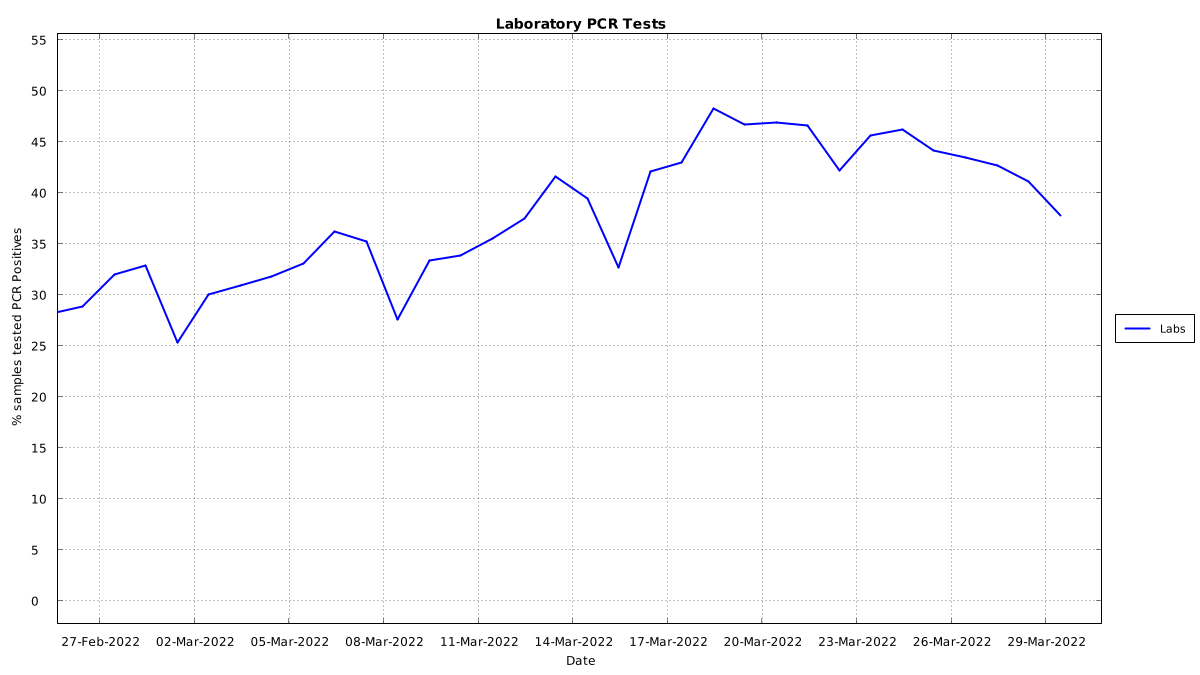 Laboratory PCR Tests
55
50
45
40
35
30
25
20
15
10
5
0
% samples tested PCR Positives
27-Feb-2022 02-Mar-2022 05-Mar-2022 08-Mar-2022 11-Mar-2022 14-Mar-2022 17-Mar-2022 20-Mar-2022 23-Mar-2022 26-Mar-2022 29-Mar-2022
Date
Labs